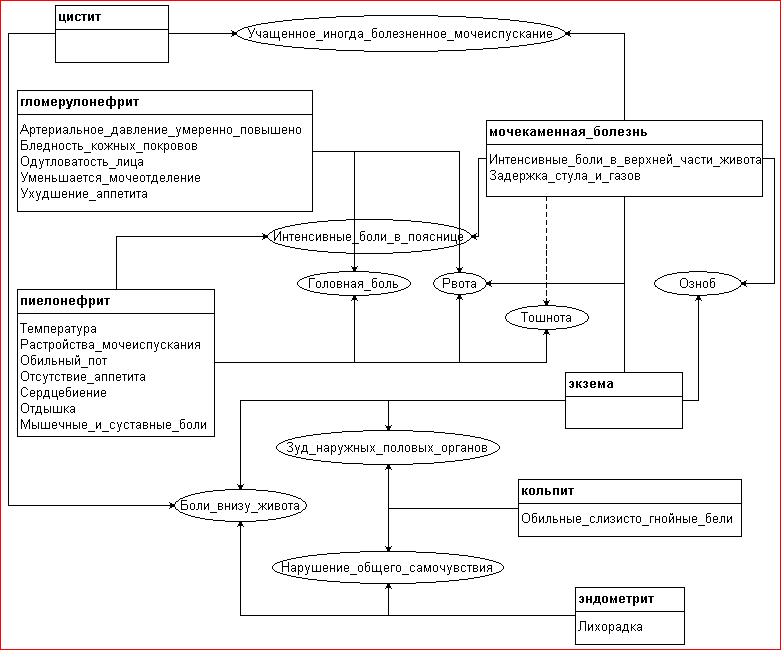 цистит
Учащенное_иногда_болезненное_мочеиспускание
гломерулонефрит
Артериальное_давление_умеренно_повышено
Бледность_кожных_покровов
Одутловатость_лица
Уменьшается_мочеотделение
Ухудшение_аппетита
мочекаменная_болезнь
Интенсивные_боли_в_верхней_части_живота
Задержка_стула_и_газов
Интенсивные_боли_в_пояснице
Головная_боль
Рвота
Озноб
Тошнота
пиелонефрит
Температура
Растройства_мочеиспускания
Обильный_пот
Отсутствие_аппетита
Сердцебиение
Отдышка
Мышечные_и_суставные_боли
экзема
Зуд_наружных_половых_органов
Боли_внизу_живота
кольпит
Обильные_слизисто_гнойные_бели
Нарушение_общего_самочувствия
эндометрит
Лихорадка